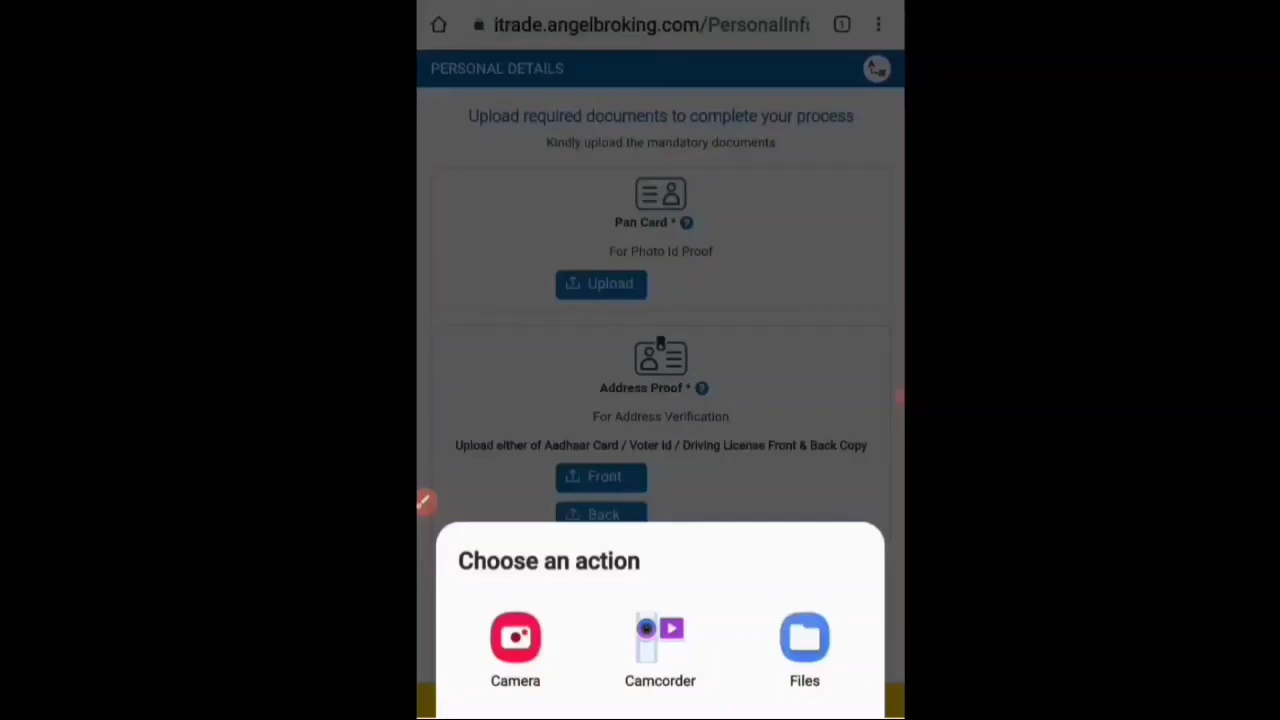 itrade.angelbroking.com/PersonalInf
1
PERSONAL DETAILS
Upload required documents to complete your process
Kindly upload the mandatory documents
Pan Card * ?
For Photo Id Proof
Upload
Address Proof * ?
For Address Verification
Upload either of Aadhaar Card / Voter Id / Driving License Front & Back Copy
Front
Back
Choose an action
Camera
Camcorder
Files